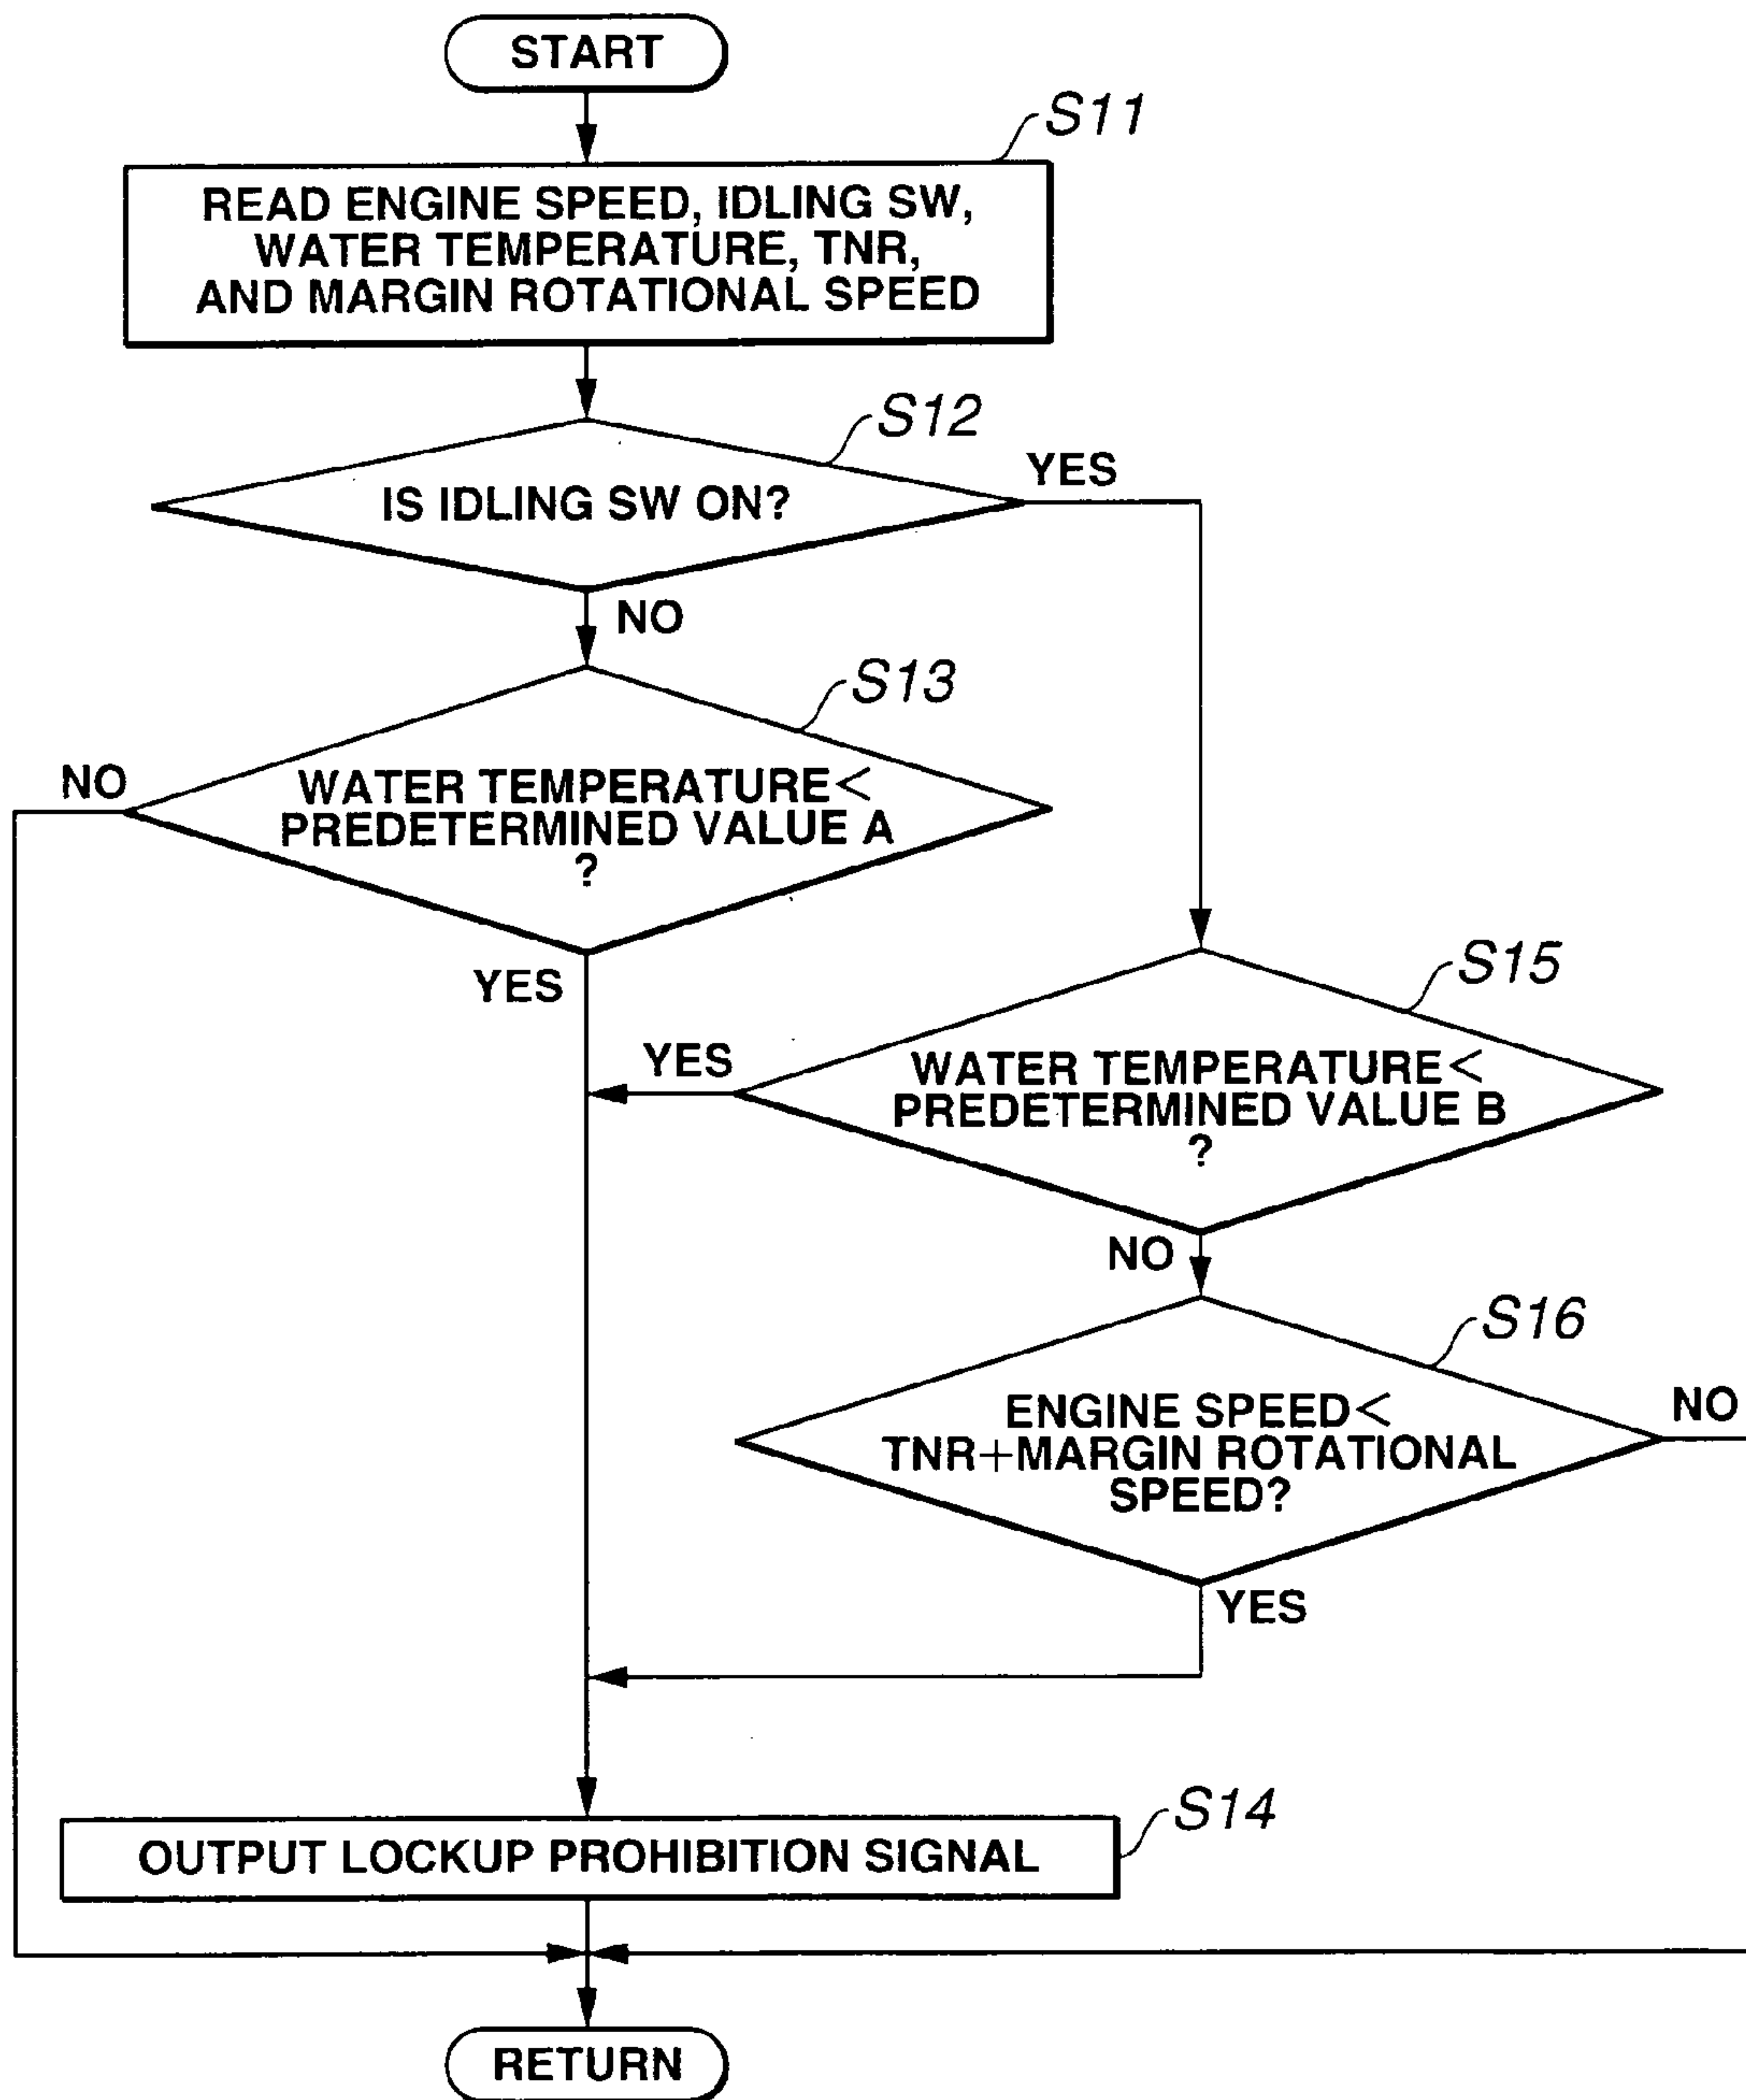 START
S11
READ ENGINE SPEED, IDLING SW,
WATER TEMPERATURE, TNR,
AND MARGIN ROTATIONAL SPEED
S12
IS IDLING SW ON?
YES
NO
S13
NO
WATER TEMPERATURE<
PREDETERMINED VALUE A
?
YES
S15
YES
WATER TEMPERATURE<
PREDETERMINED VALUE B
?
NO
S16
ENGINE SPEED<
TNR+MARGIN ROTATIONAL
SPEED?
NO
YES
S14
OUTPUT LOCKUP PROHIBITION SIGNAL
RETURN